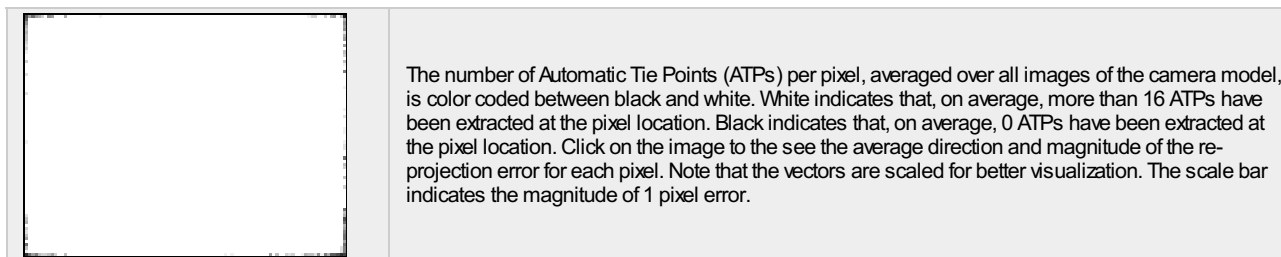 The number of Automatic Tie Points (ATPs) per pixel, averaged over all images of the camera model,
is color coded between black and white. White indicates that, on average, more than 16 ATPs have
been extracted at the pixel location. Black indicates that, on average, 0 ATPs have been extracted at
the pixel location. Click on the image to the see the average direction and magnitude of the re-
projection error for each pixel. Note that the vectors are scaled for better visualization. The scale bar
indicates the magnitude of 1 pixel error.